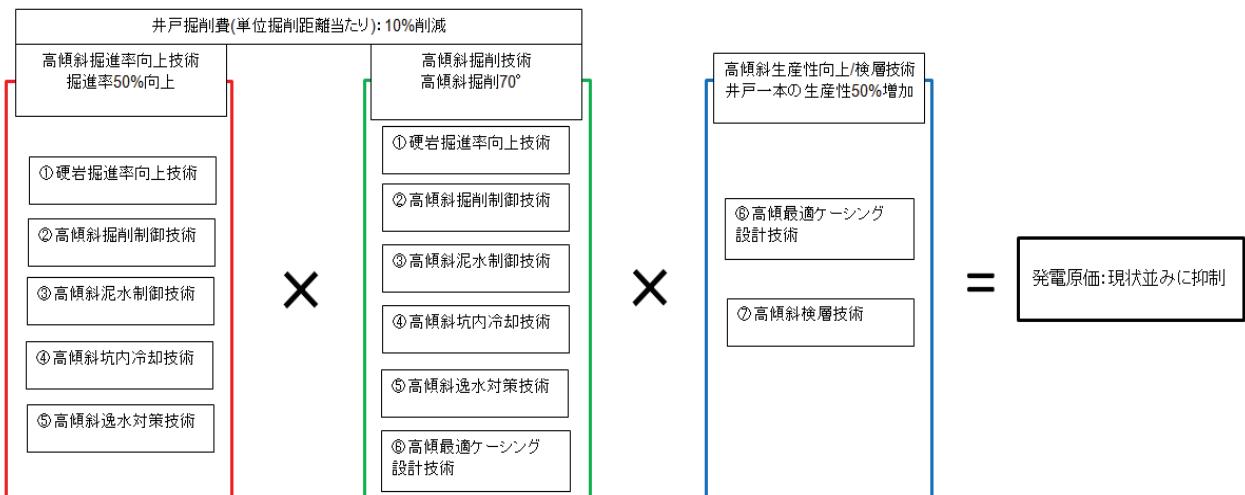 井戸掘削費(単位掘削距離当たり):10%削減
高傾斜掘進率向上技術
掘進率50%向上
①硬岩掘進率向上技術
②高傾斜掘削制御技術
③高傾斜泥水制御技術
④高傾斜坑内冷却技術
⑤高傾斜逸水対策技術
×
高傾斜掘削技術
高傾斜掘削70°
①硬岩掘進率向上技術
②高傾斜掘削制御技術
③高傾斜泥水制御技術
④高傾斜坑内冷却技術
⑤高傾斜逸水対策技術
⑥高傾最適ケーシング
設計技術
×
高傾斜生産性向上/検層技術
井戸一本の生産性50%増加
⑥高傾最適ケーシング
設計技術
⑦高傾斜検層技術
=
発電原価:現状並みに抑制